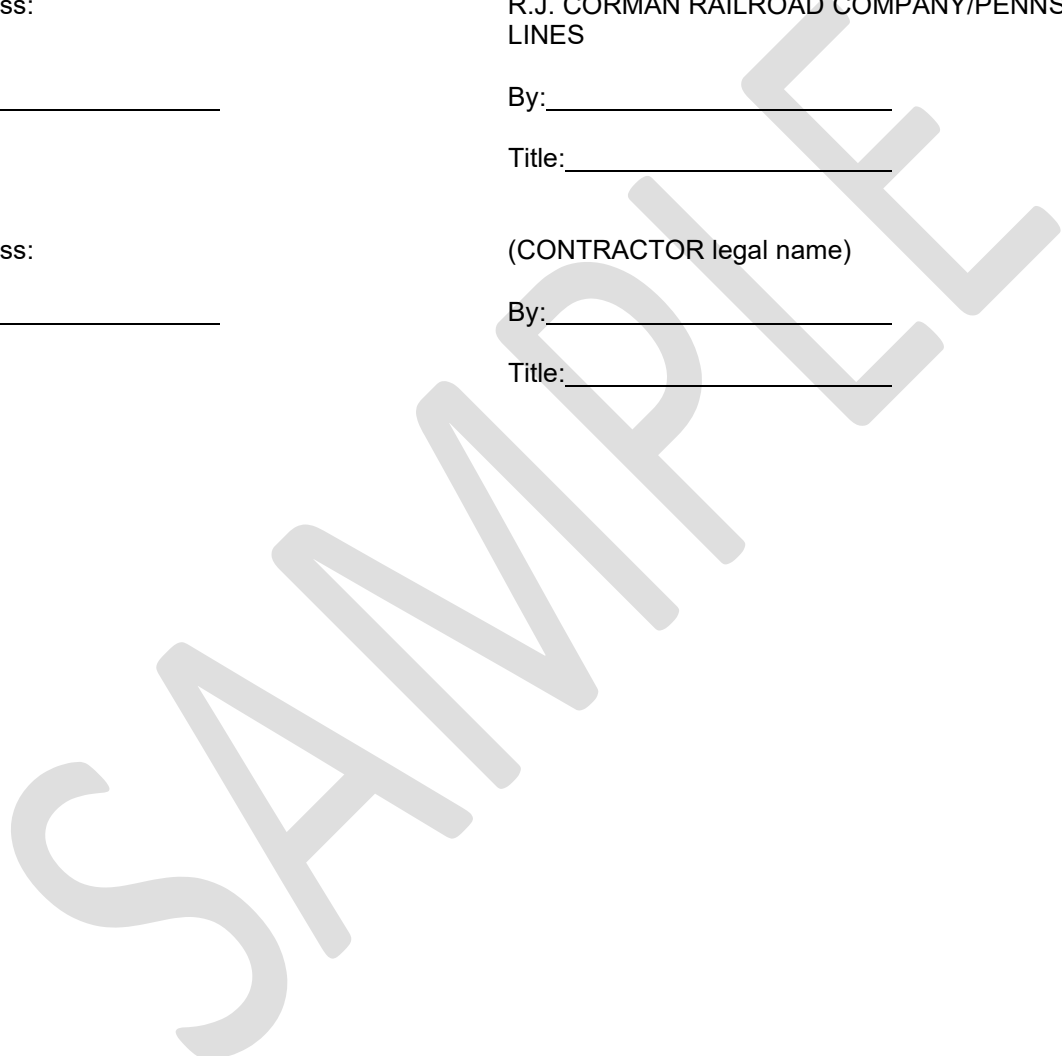 ss:
R.J. CORMAN RAILROAD COMPANY/PENNS
LINES
By:
Title:
ss:
(CONTRACTOR legal name)
By:
Title:
SAMPLE